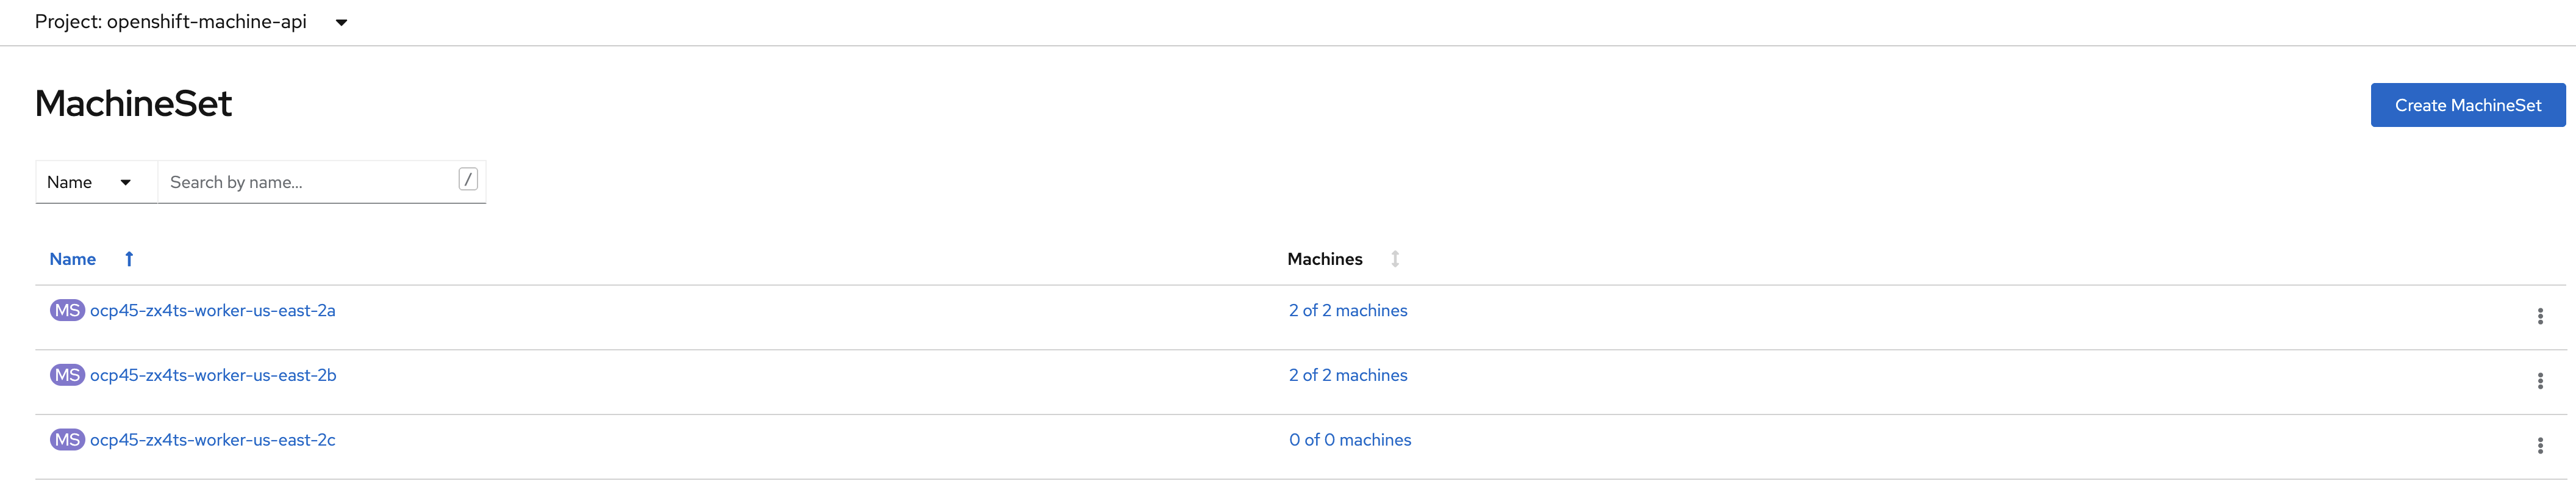 Project: openshift-machine-api
MachineSet
Create MachineSet
Name Search by name... /
Name Machines
MS ocp45-zx4ts-worker-us-east-2a 2 of 2 machines
MS ocp45-zx4ts-worker-us-east-2b 2 of 2 machines
MS ocp45-zx4ts-worker-us-east-2c 0 of 0 machines